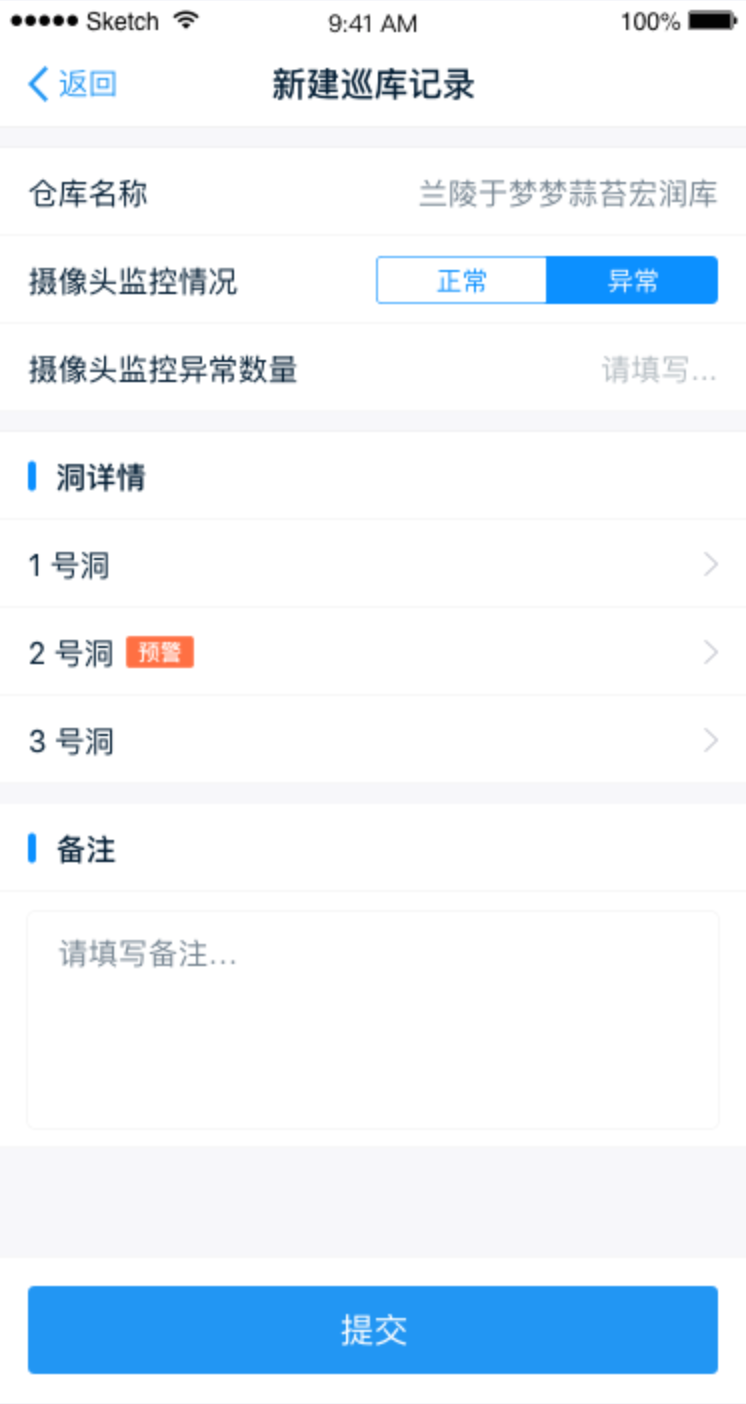 Sketch 9:41 AM 100%
返回 新建巡库记录
仓库名称 兰陵于梦梦蒜苔宏润库
摄像头监控情况 正常 异常
摄像头监控异常数量 请填写...
洞详情
1 号洞
2 号洞 预警
3 号洞
备注
请填写备注...
提交